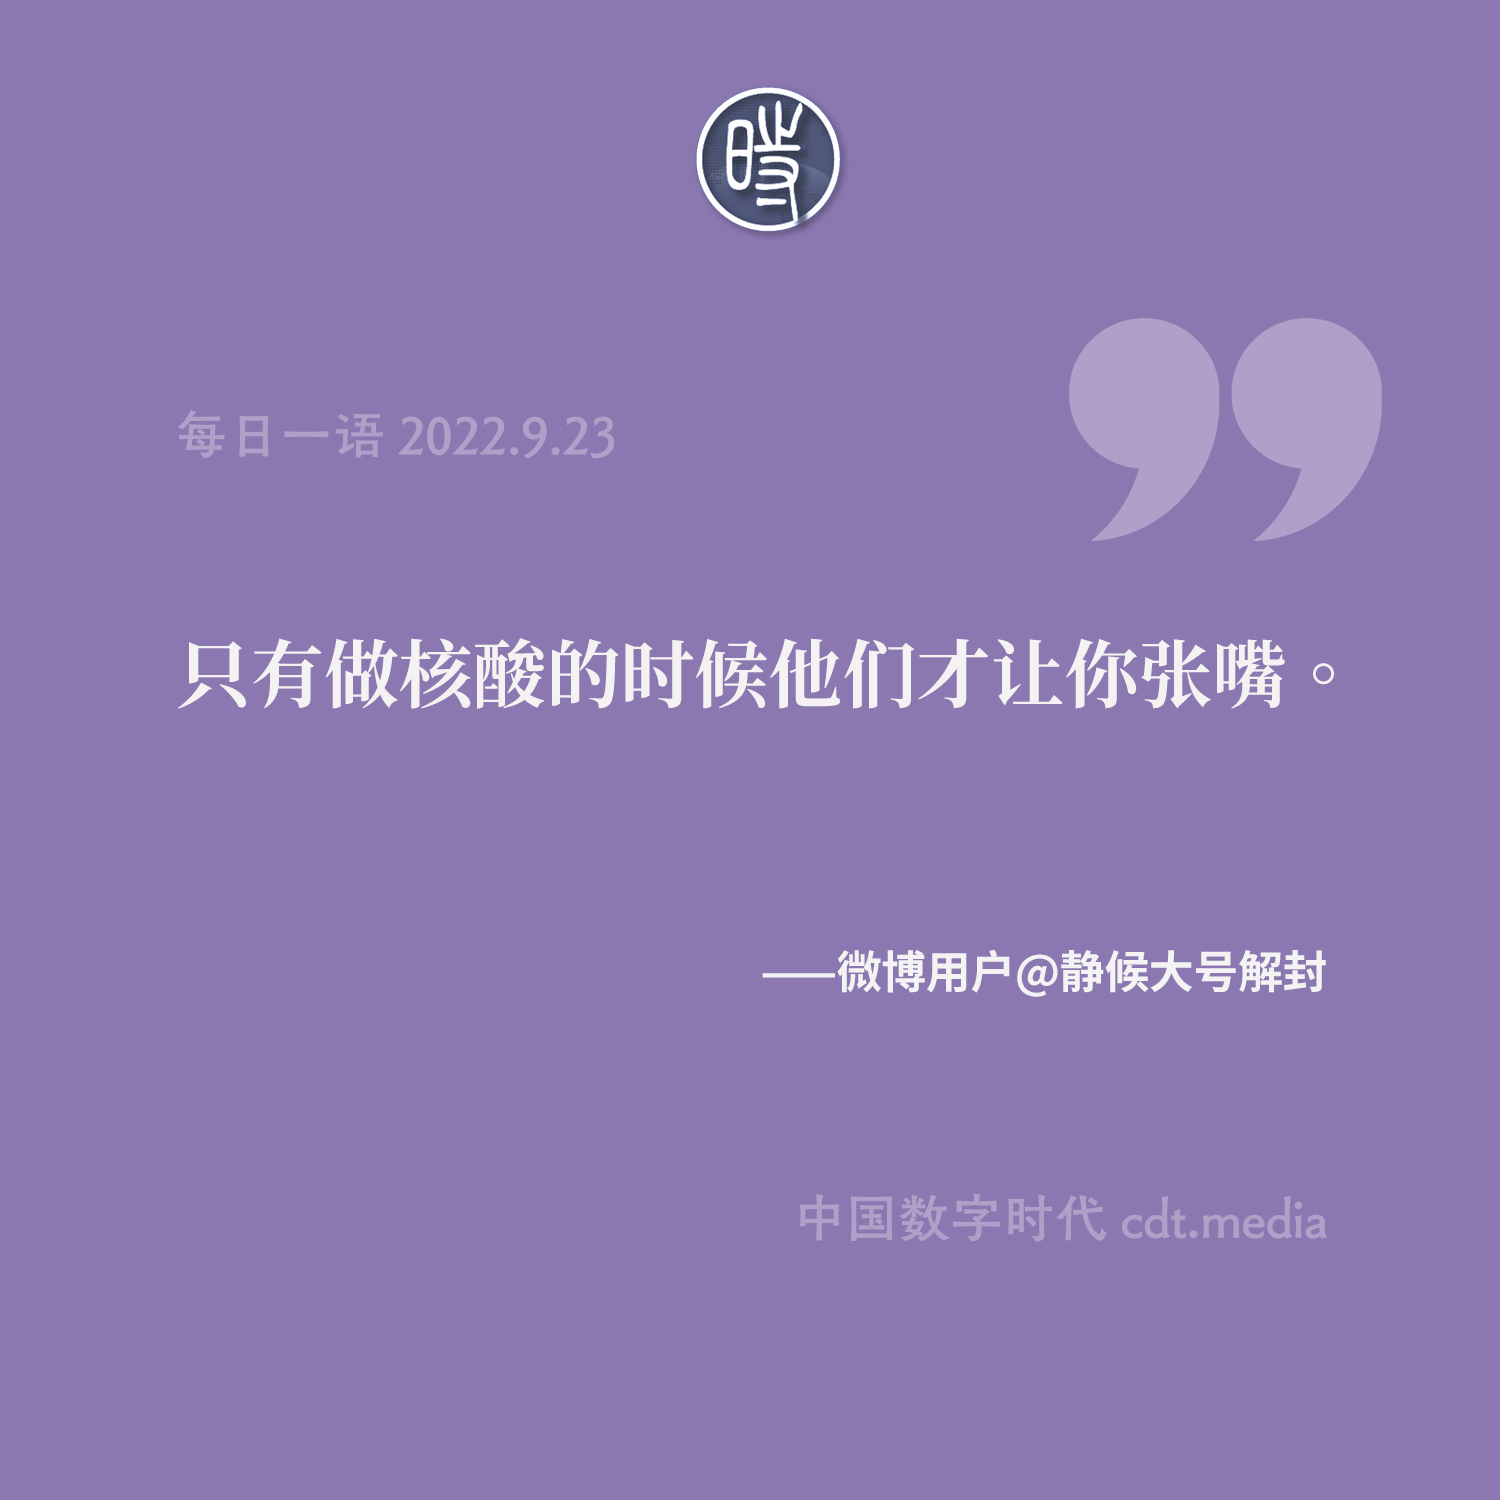 時
每日一语 2022.9.23
只有做核酸的时候他们才让你张嘴。
——微博用户@静候大号解封
中国数字时代 cdt.media